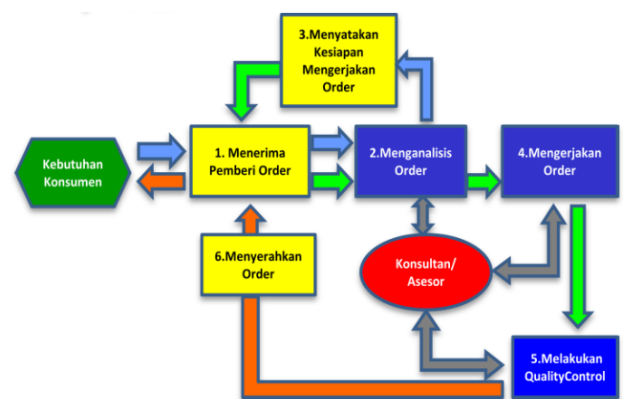 3.Menyatakan
Kesiapan
Mengerjakan
Order
Kebutuhan
Konsumen
1. Menerima
Pemberi Order
2.Menganalisis
Order
4.Mengerjakan
Order
6.Menyerahkan
Order
Konsultan/
Asesor
5.Melakukan
QualityControl